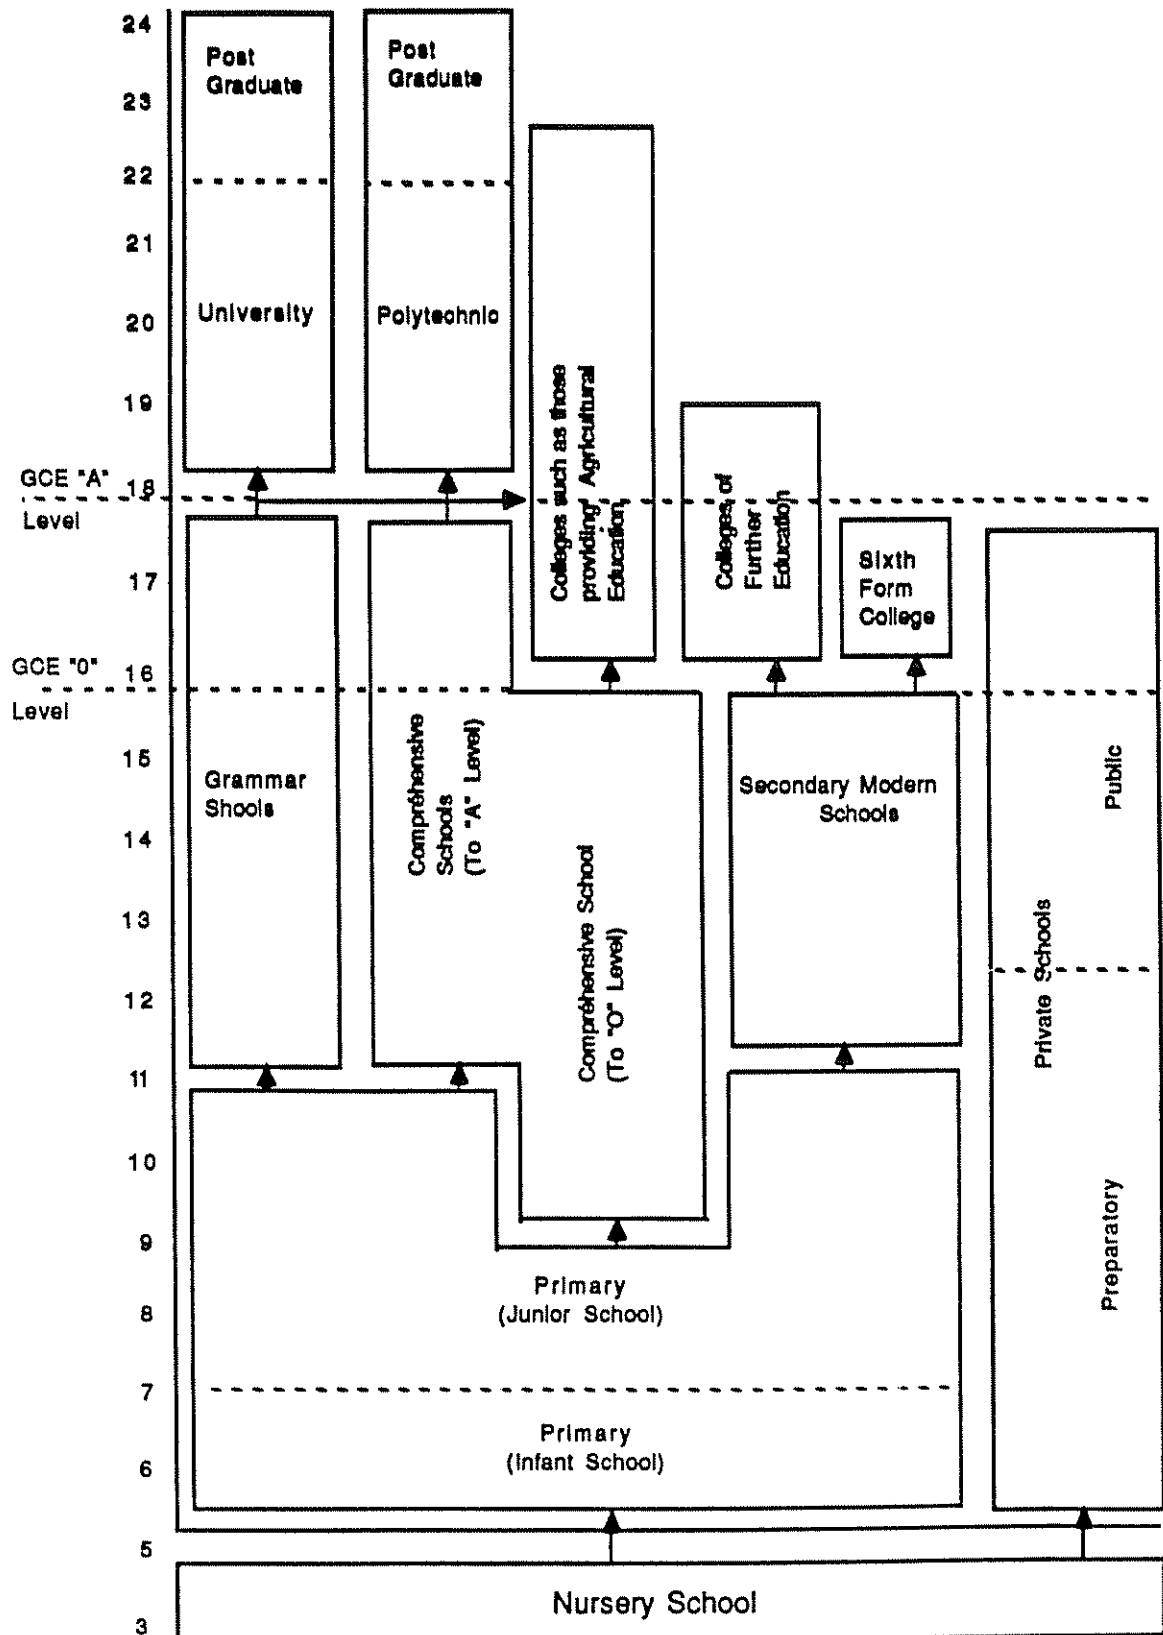 24
Post
Graduate
Post
Graduate
23
22
21
University
Polytechnic
20
19
Colleges such as those
providing Agricultural
Education
Colleges of
Further
Education
GCE "A"
Level
18
Sixth
Form
College
17
GCE "0"
Level
16
Grammar
Shools
Compréhensive
Schools
(To "A" Level)
Compréhensive School
(To "O" Level)
Secondary Modern
Schools
Public
Private Schools
Preparatory
15
14
13
12
11
10
9
Primary
(Junior School)
8
7
Primary
(Infant School)
6
5
Nursery School
3